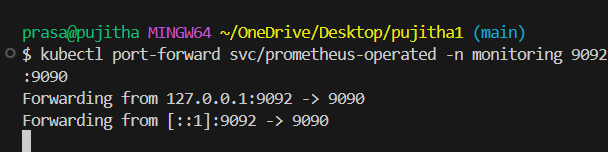 prasa@pujitha MINGW64 ~/OneDrive/Desktop/pujitha1 (main)
$ kubectl port-forward svc/prometheus-operated -n monitoring 9092
:9090
Forwarding from 127.0.0.1:9092 -> 9090
Forwarding from [::1]:9092 -> 9090